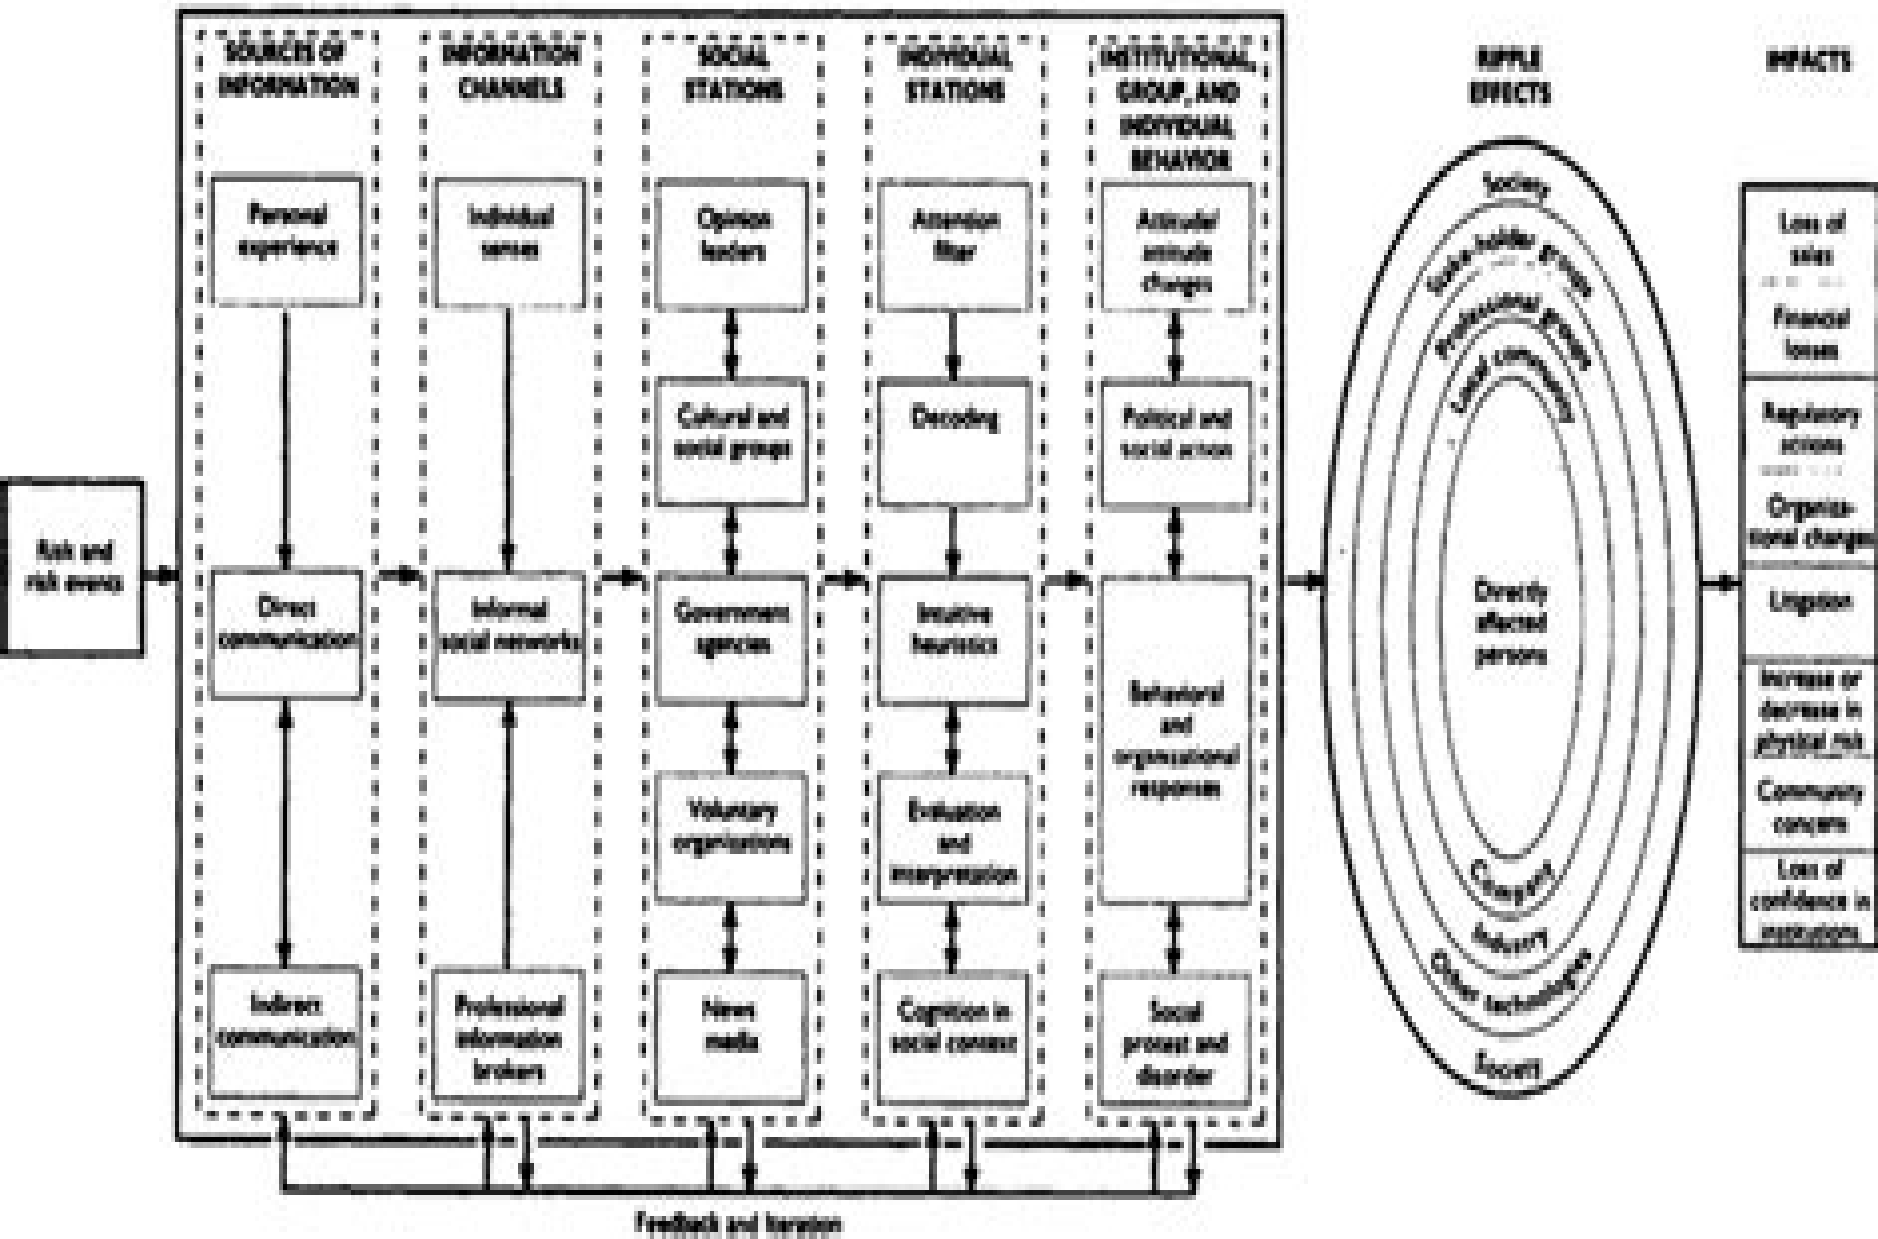 SOURCES OF
INFORMATION
INFORMATION
CHANNELS
SOCIAL
STATIONS
INDIVIDUAL
STATIONS
INSTITUTIONAL,
GROUP, AND
INDIVIDUAL
BEHAVIOR
RIPPLE
EFFECTS
IMPACTS
Risk and
risk events
Personal
experience
Direct
communication
Indirect
communication
Individual
senses
Informal
social networks
Professional
information
brokers
Opinion
leaders
Cultural and
social groups
Government
agencies
Voluntary
organizations
News
media
Attention
filter
Decoding
Intuitive
heuristics
Evaluation
and
interpretation
Cognition in
social context
Attitude/
attitude
changes
Political and
social action
Behavioral
and
organizational
responses
Social
protest and
disorder
Society
Stake-holder groups
Professional groups
Local community
Directly
affected
persons
Company
Industry
Other technologies
Loss of
sales
Financial
losses
Regulatory
actions
Organiza-
tional changes
Litigation
Increase or
decrease in
physical risk
Community
concern
Loss of
confidence in
institutions
Feedback and Iteration